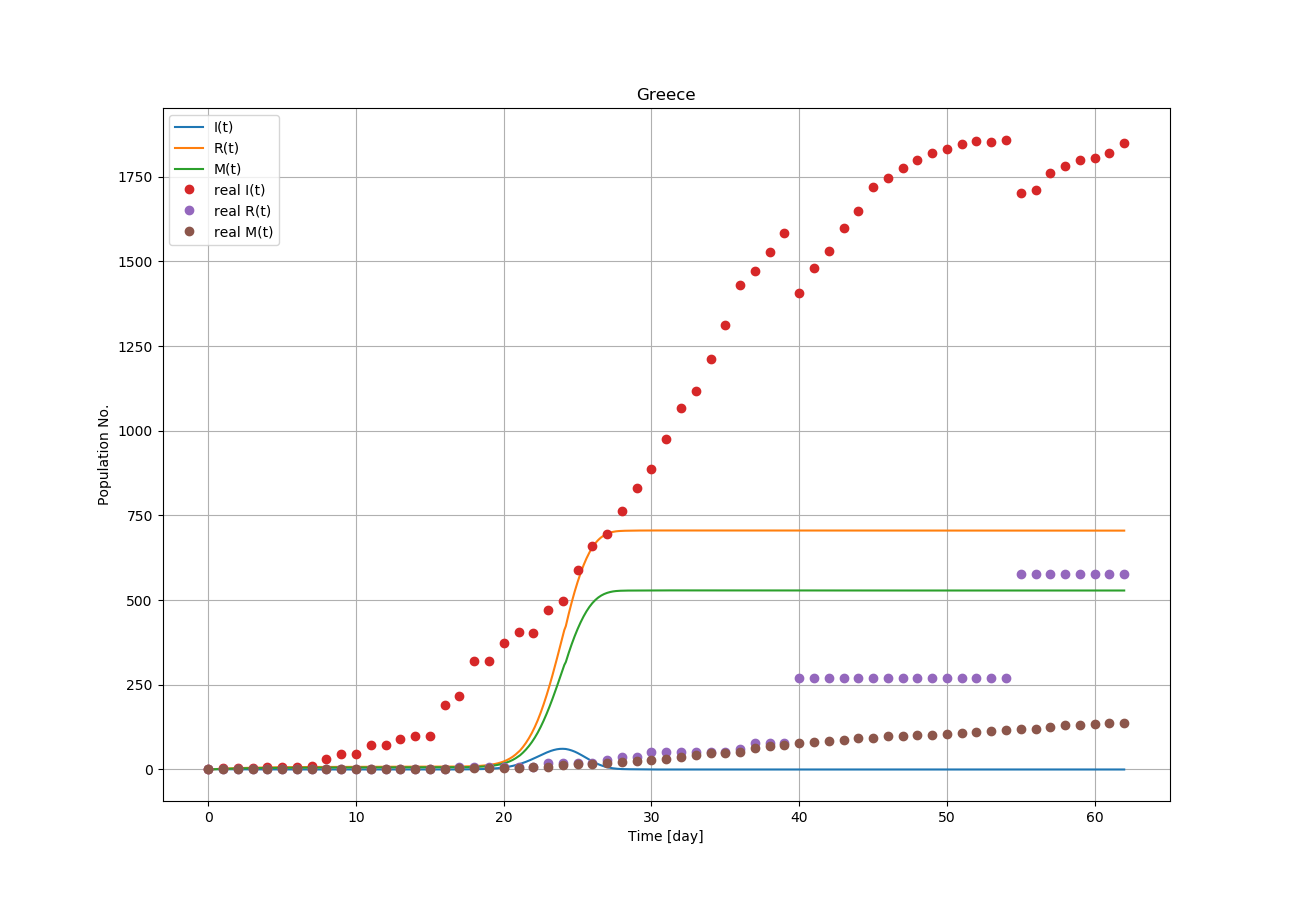 Greece
I(t)
R(t)
M(t)
real I(t)
real R(t)
real M(t)
1750
1500
1250
1000
750
500
250
0
Population No.
0 10 20 30 40 50 60
Time [day]